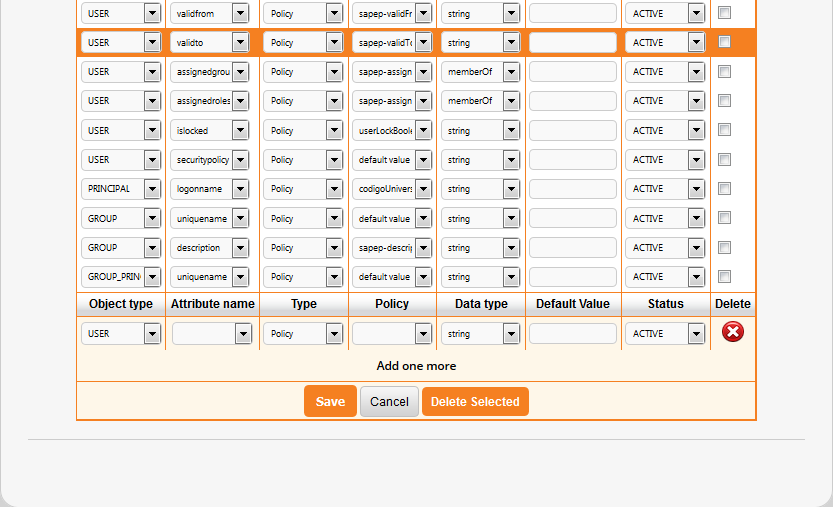 USER validfrom Policy sapep-validFr string ACTIVE
USER validto Policy sapep-validTo string ACTIVE
USER assignedgrou Policy sapep-assign memberOf ACTIVE
USER assignedroles Policy sapep-assign memberOf ACTIVE
USER islocked Policy userLockBoole string ACTIVE
USER securitypolicy Policy default value string ACTIVE
PRINCIPAL logonname Policy codigoUnivers string ACTIVE
GROUP uniquename Policy default value string ACTIVE
GROUP description Policy sapep-descrip string ACTIVE
GROUP_PRIN uniquename Policy default value string ACTIVE
Object type Attribute name Type Policy Data type Default Value Status Delete
USER Policy string ACTIVE
Add one more
Save Cancel Delete Selected